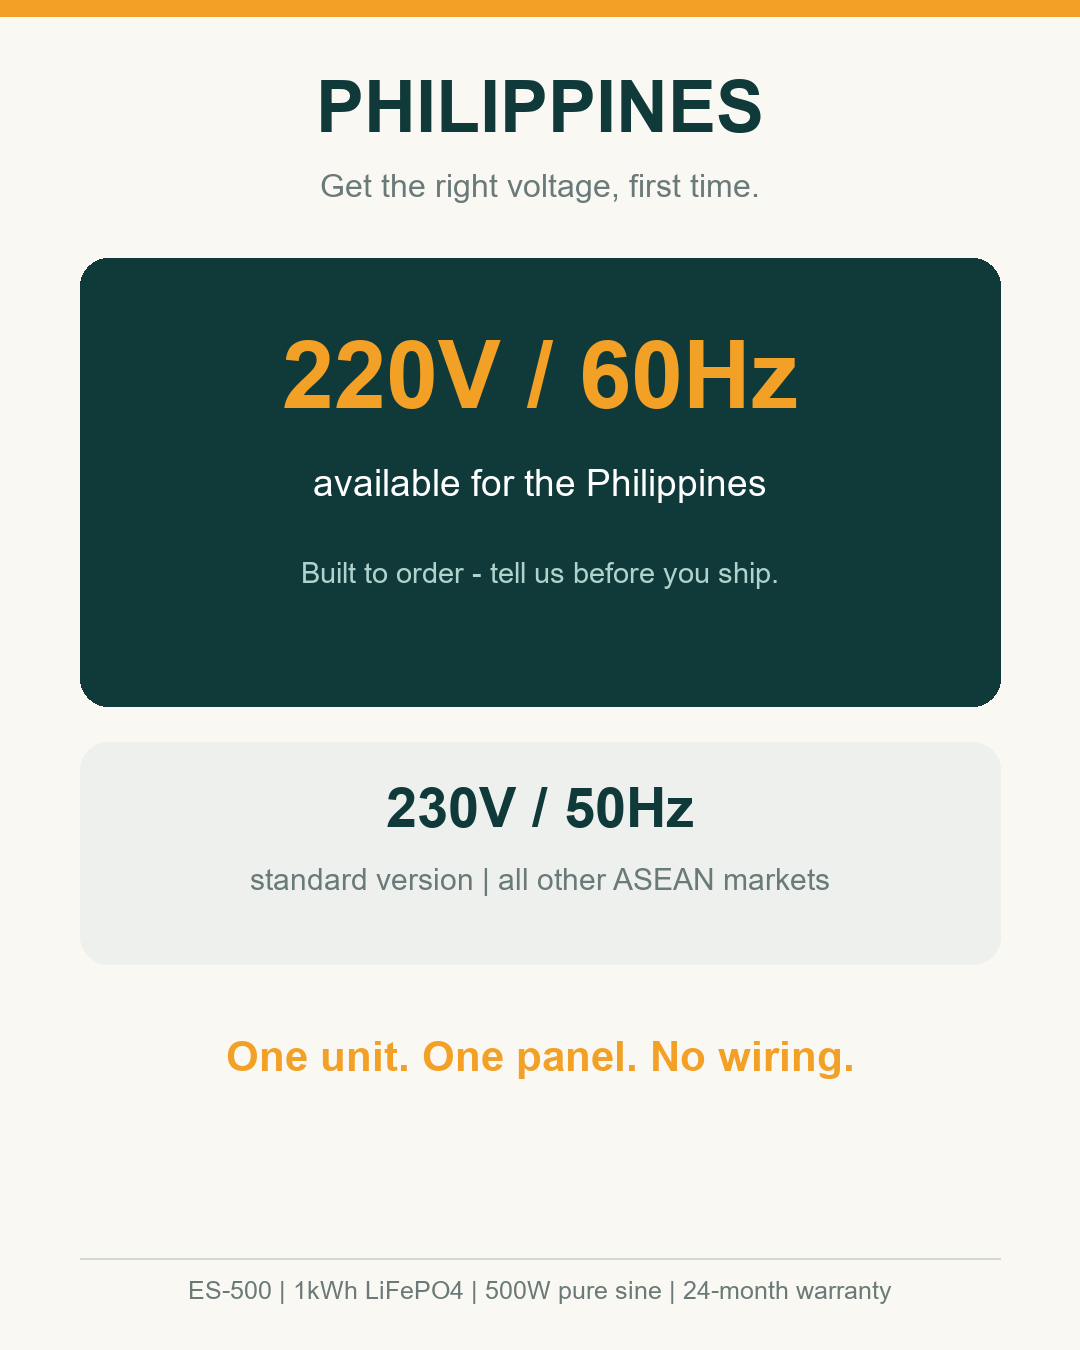 PHILIPPINES
Get the right voltage, first time.
220V / 60Hz
available for the Philippines
Built to order - tell us before you ship.
230V / 50Hz
standard version | all other ASEAN markets
One unit. One panel. No wiring.
ES-500 | 1kWh LiFePO4 | 500W pure sine | 24-month warranty